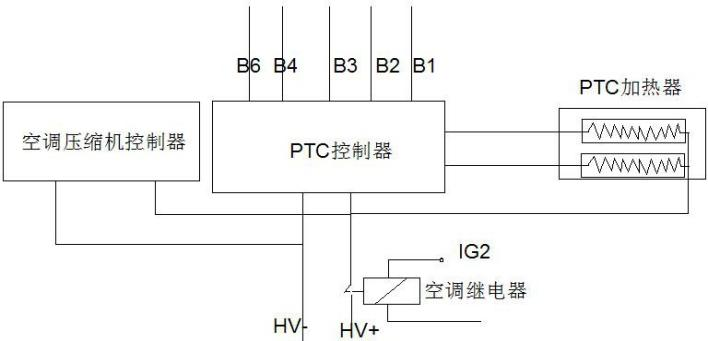 B6 B4 B3 B2 B1
PTC加热器
空调压缩机控制器
PTC控制器
IG2
空调继电器
HV- HV+